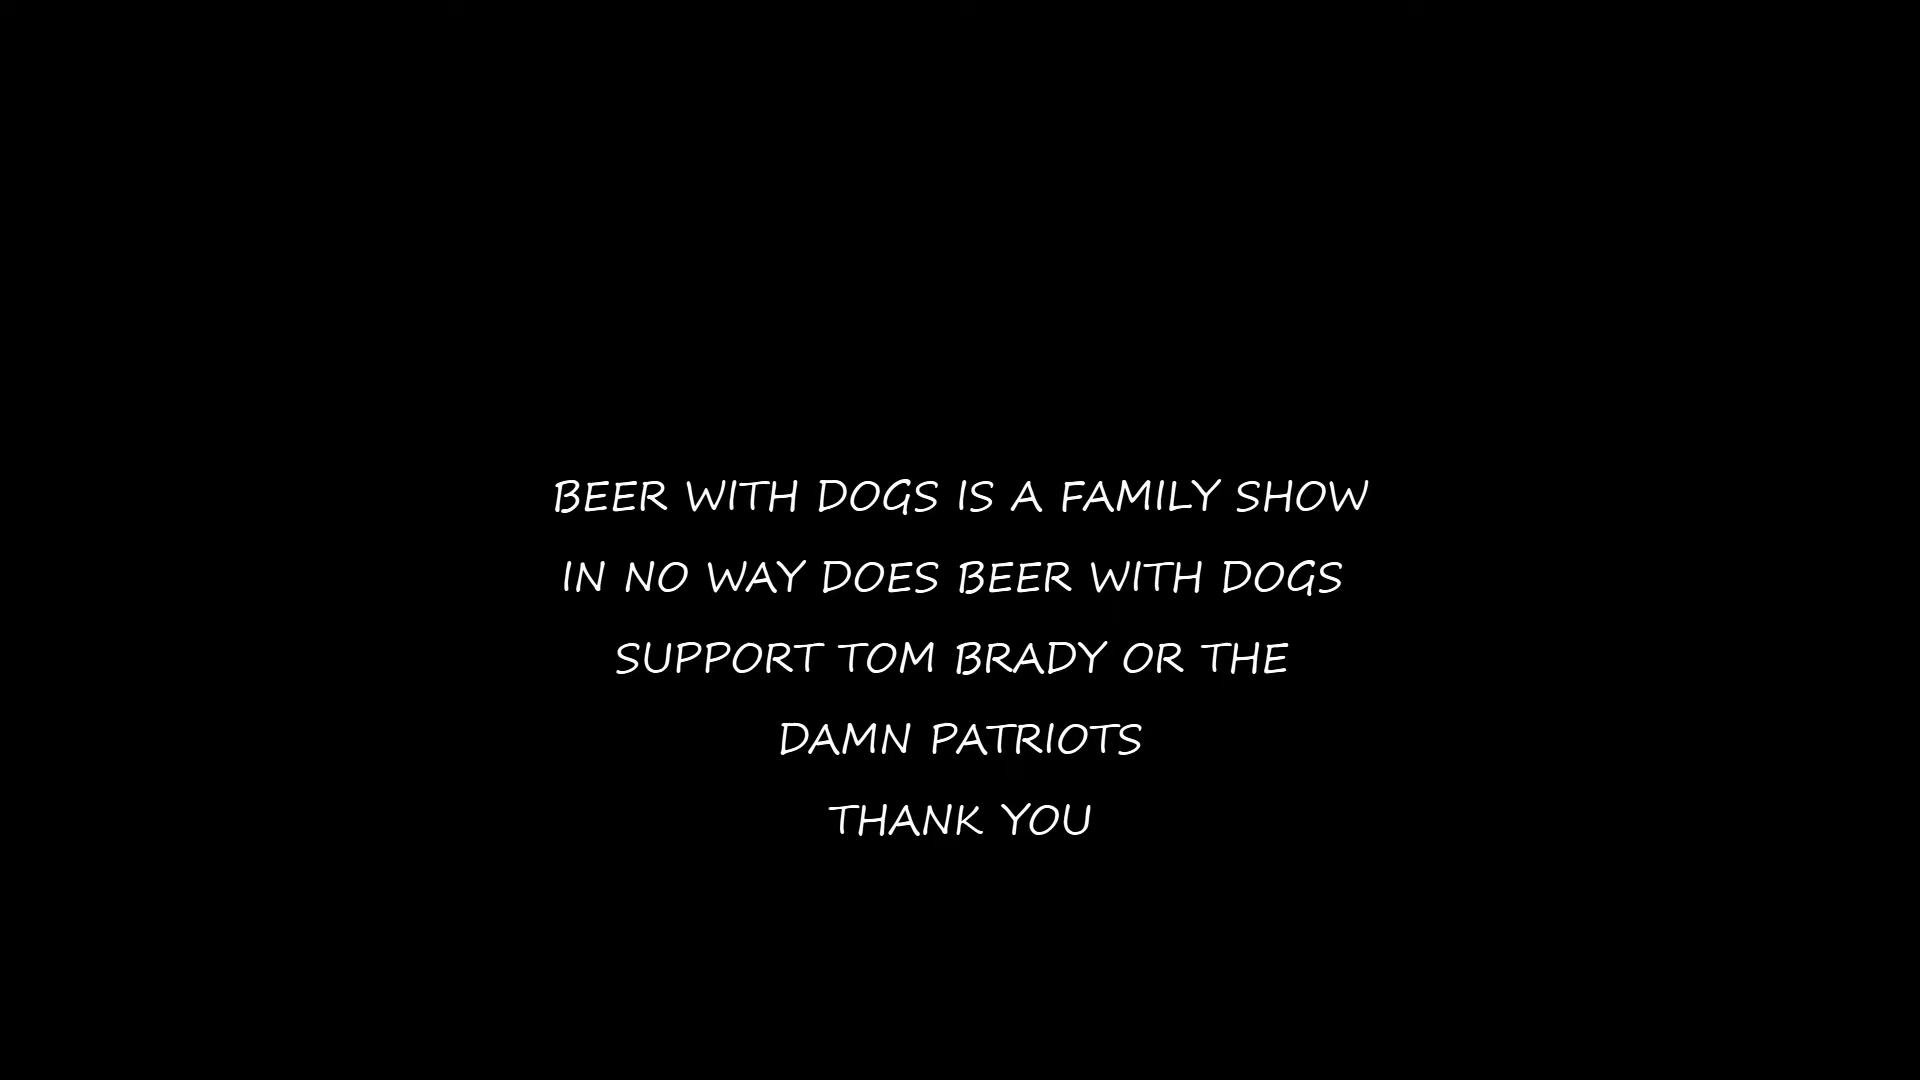 BEER WITH DOGS IS A FAMILY SHOW
IN NO WAY DOES BEER WITH DOGS
SUPPORT TOM BRADY OR THE
DAMN PATRIOTS
THANK YOU